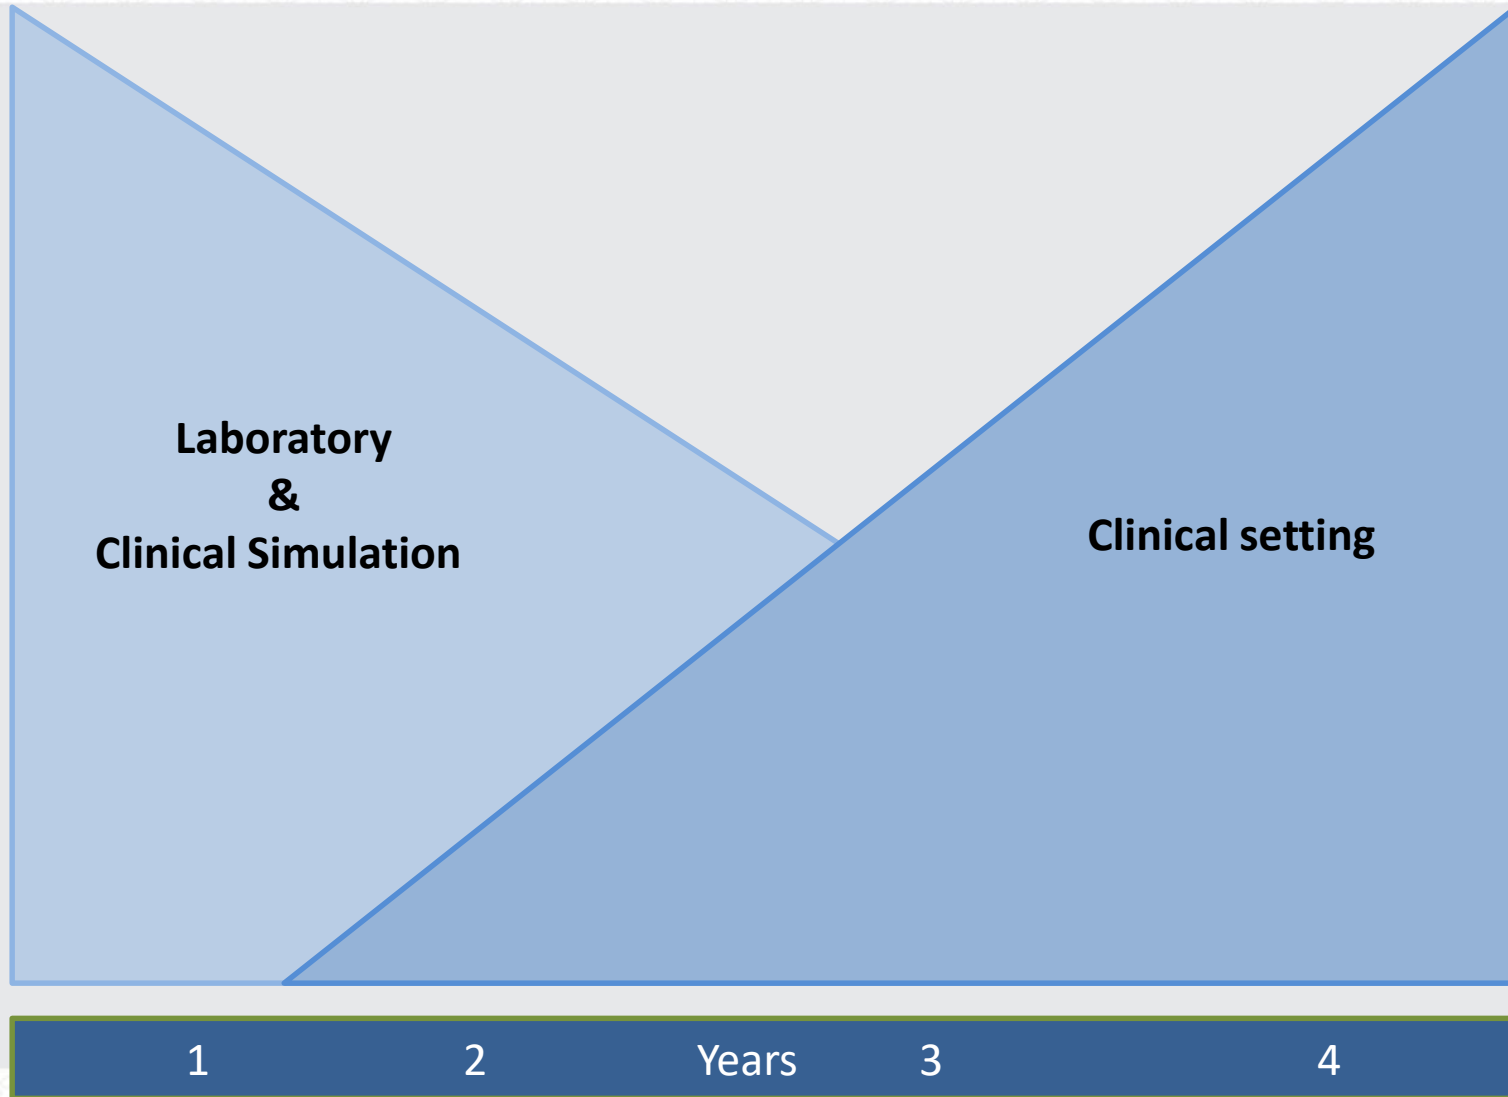 Laboratory
&
Clinical Simulation
Clinical setting
1 2 Years 3 4